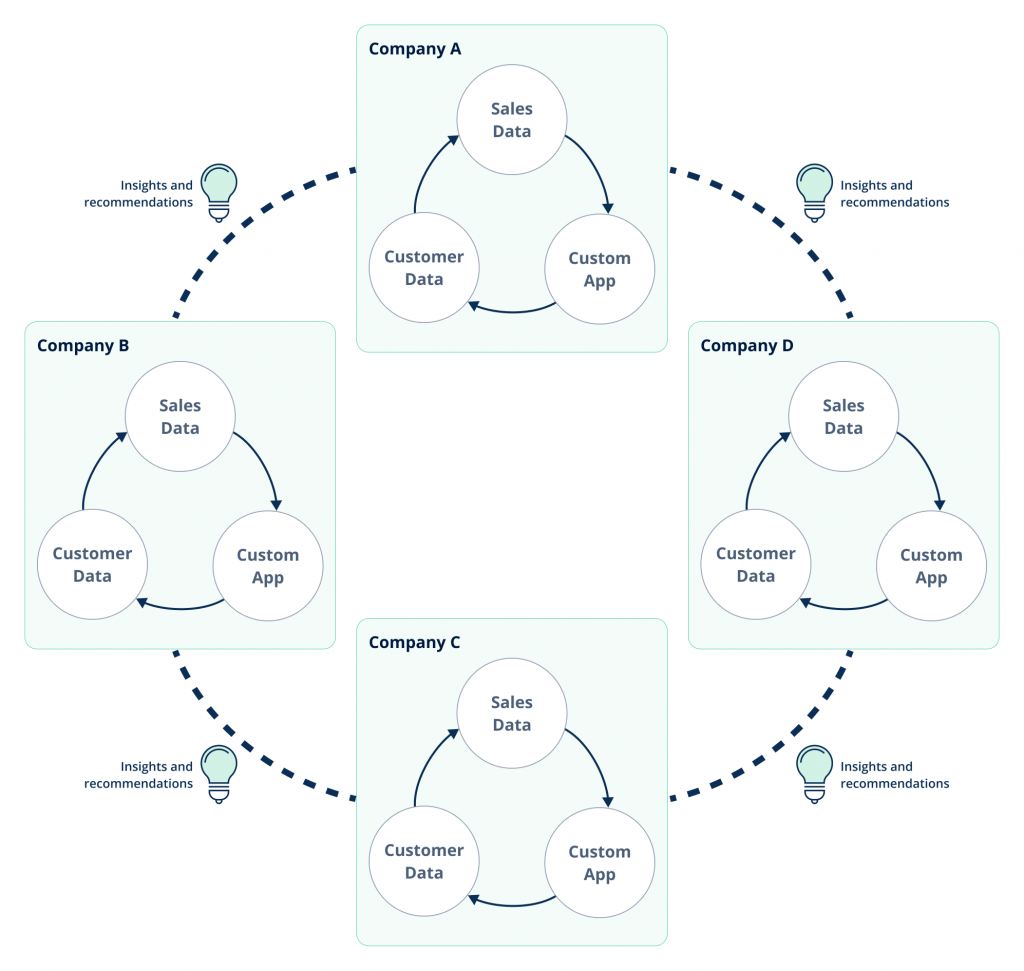 Company A
Sales
Data
Customer
Data
Custom
App
Insights and
recommendations
Insights and
recommendations
Company B
Sales
Data
Customer
Data
Custom
App
Company D
Sales
Data
Customer
Data
Custom
App
Company C
Sales
Data
Customer
Data
Custom
App
Insights and
recommendations
Insights and
recommendations